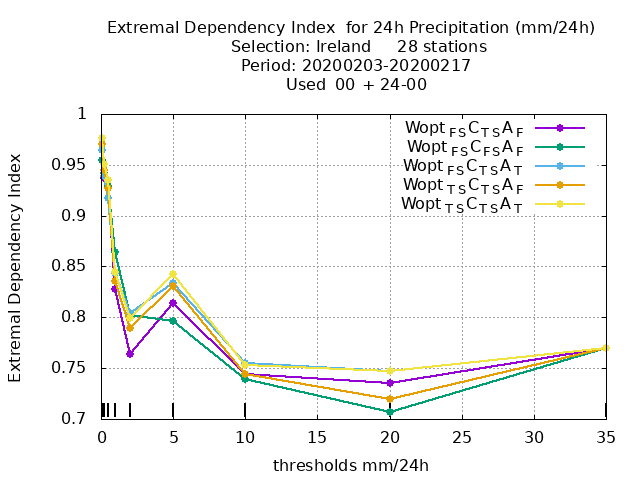 Extremal Dependency Index for 24h Precipitation (mm/24h)
Selection: Ireland 28 stations
Period: 20200203-20200217
Used 00 + 24-00
Extremal Dependency Index
1
0.95
0.9
0.85
0.8
0.75
0.7
Wopt FS C TS A F
Wopt FS C FS A F
Wopt FS C TS A T
Wopt TS C TS A F
Wopt TS C TS A T
0 5 10 15 20 25 30 35
thresholds mm/24h